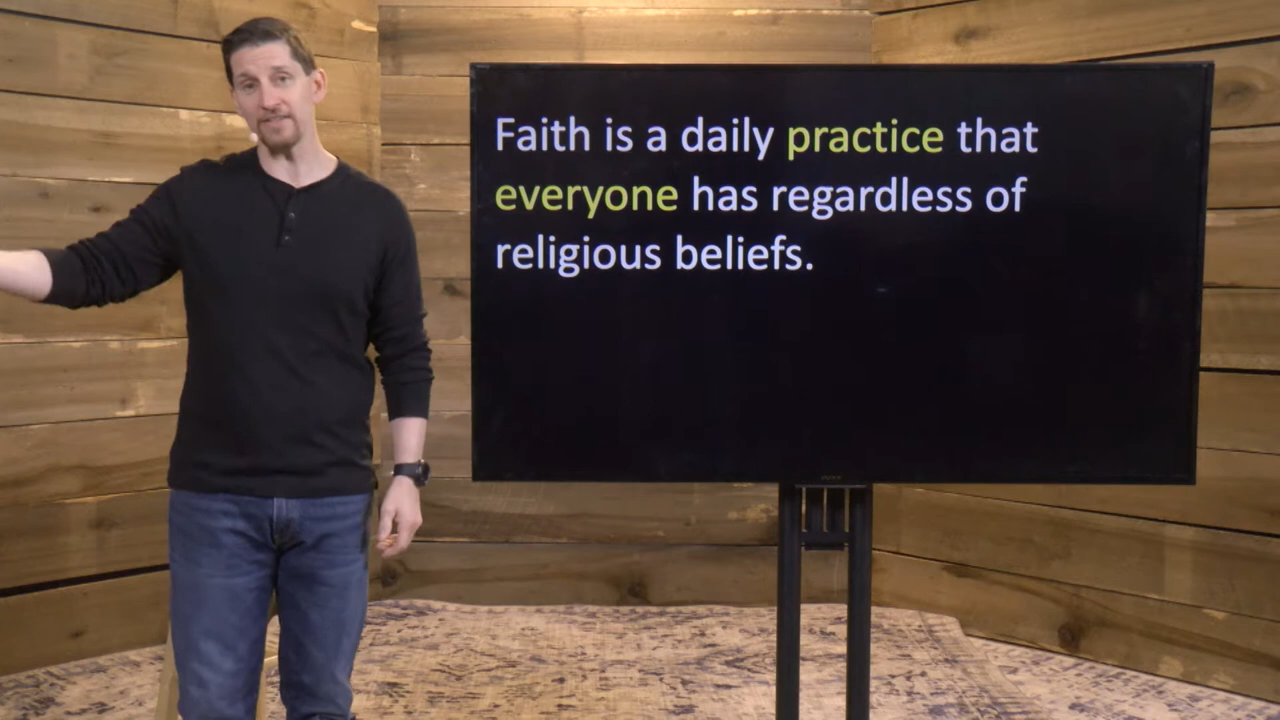 Faith is a daily practice that
everyone has regardless of
religious beliefs.